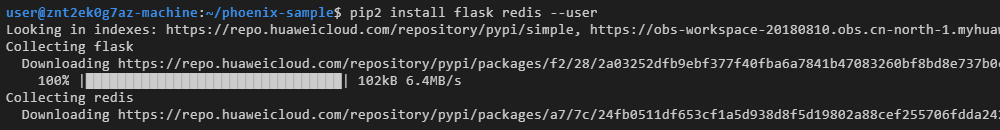 user@znt2ek0g7az-machine:~/phoenix-sample$ pip2 install flask redis --user
Looking in indexes: https://repo.huaweicloud.com/repository/pypi/simple, https://obs-workspace-20180810.obs.cn-north-1.myhuaw
Collecting flask
Downloading https://repo.huaweicloud.com/repository/pypi/packages/f2/28/2a03252dfb9ebf377f40fba6a7841b47083260bf8bd8e737b0c
100% |████████████████████████████████| 102kB 6.4MB/s
Collecting redis
Downloading https://repo.huaweicloud.com/repository/pypi/packages/a7/7c/24fb0511df653cf1a5d938d8f5d19802a88cef255706fdda242